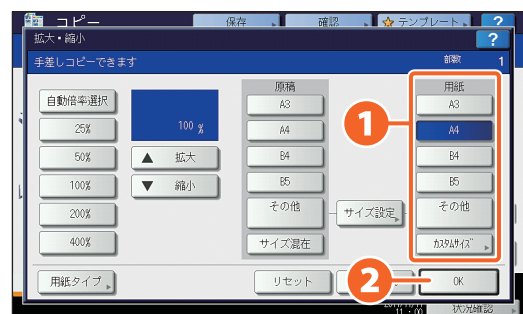 コピー 保存 確認 テンプレート ?
拡大・縮小 ?
手差しコピーできます 部数 1
原稿 用紙
自動倍率選択 A3 1 A3
25% 100 % A4 A4
50% ▲ 拡大 B4 B4
100% ▼ 縮小 B5 B5
200% その他 サイズ設定 その他
400% サイズ混在 カスタムサイズ
用紙タイプ リセット 2 OK
11:00 状況確認